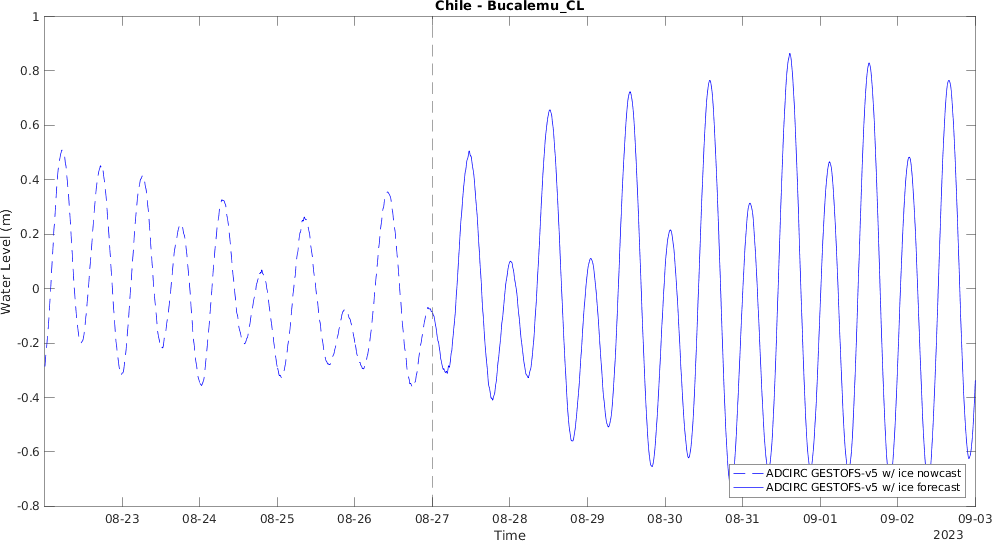 Chile - Bucalemu_CL
1
0.8
0.6
0.4
0.2
0
-0.2
-0.4
-0.6
-0.8
Water Level (m)
ADCIRC GESTOFS-v5 w/ ice nowcast
ADCIRC GESTOFS-v5 w/ ice forecast
08-23 08-24 08-25 08-26 08-27 08-28 08-29 08-30 08-31 09-01 09-02 09-03
Time
2023